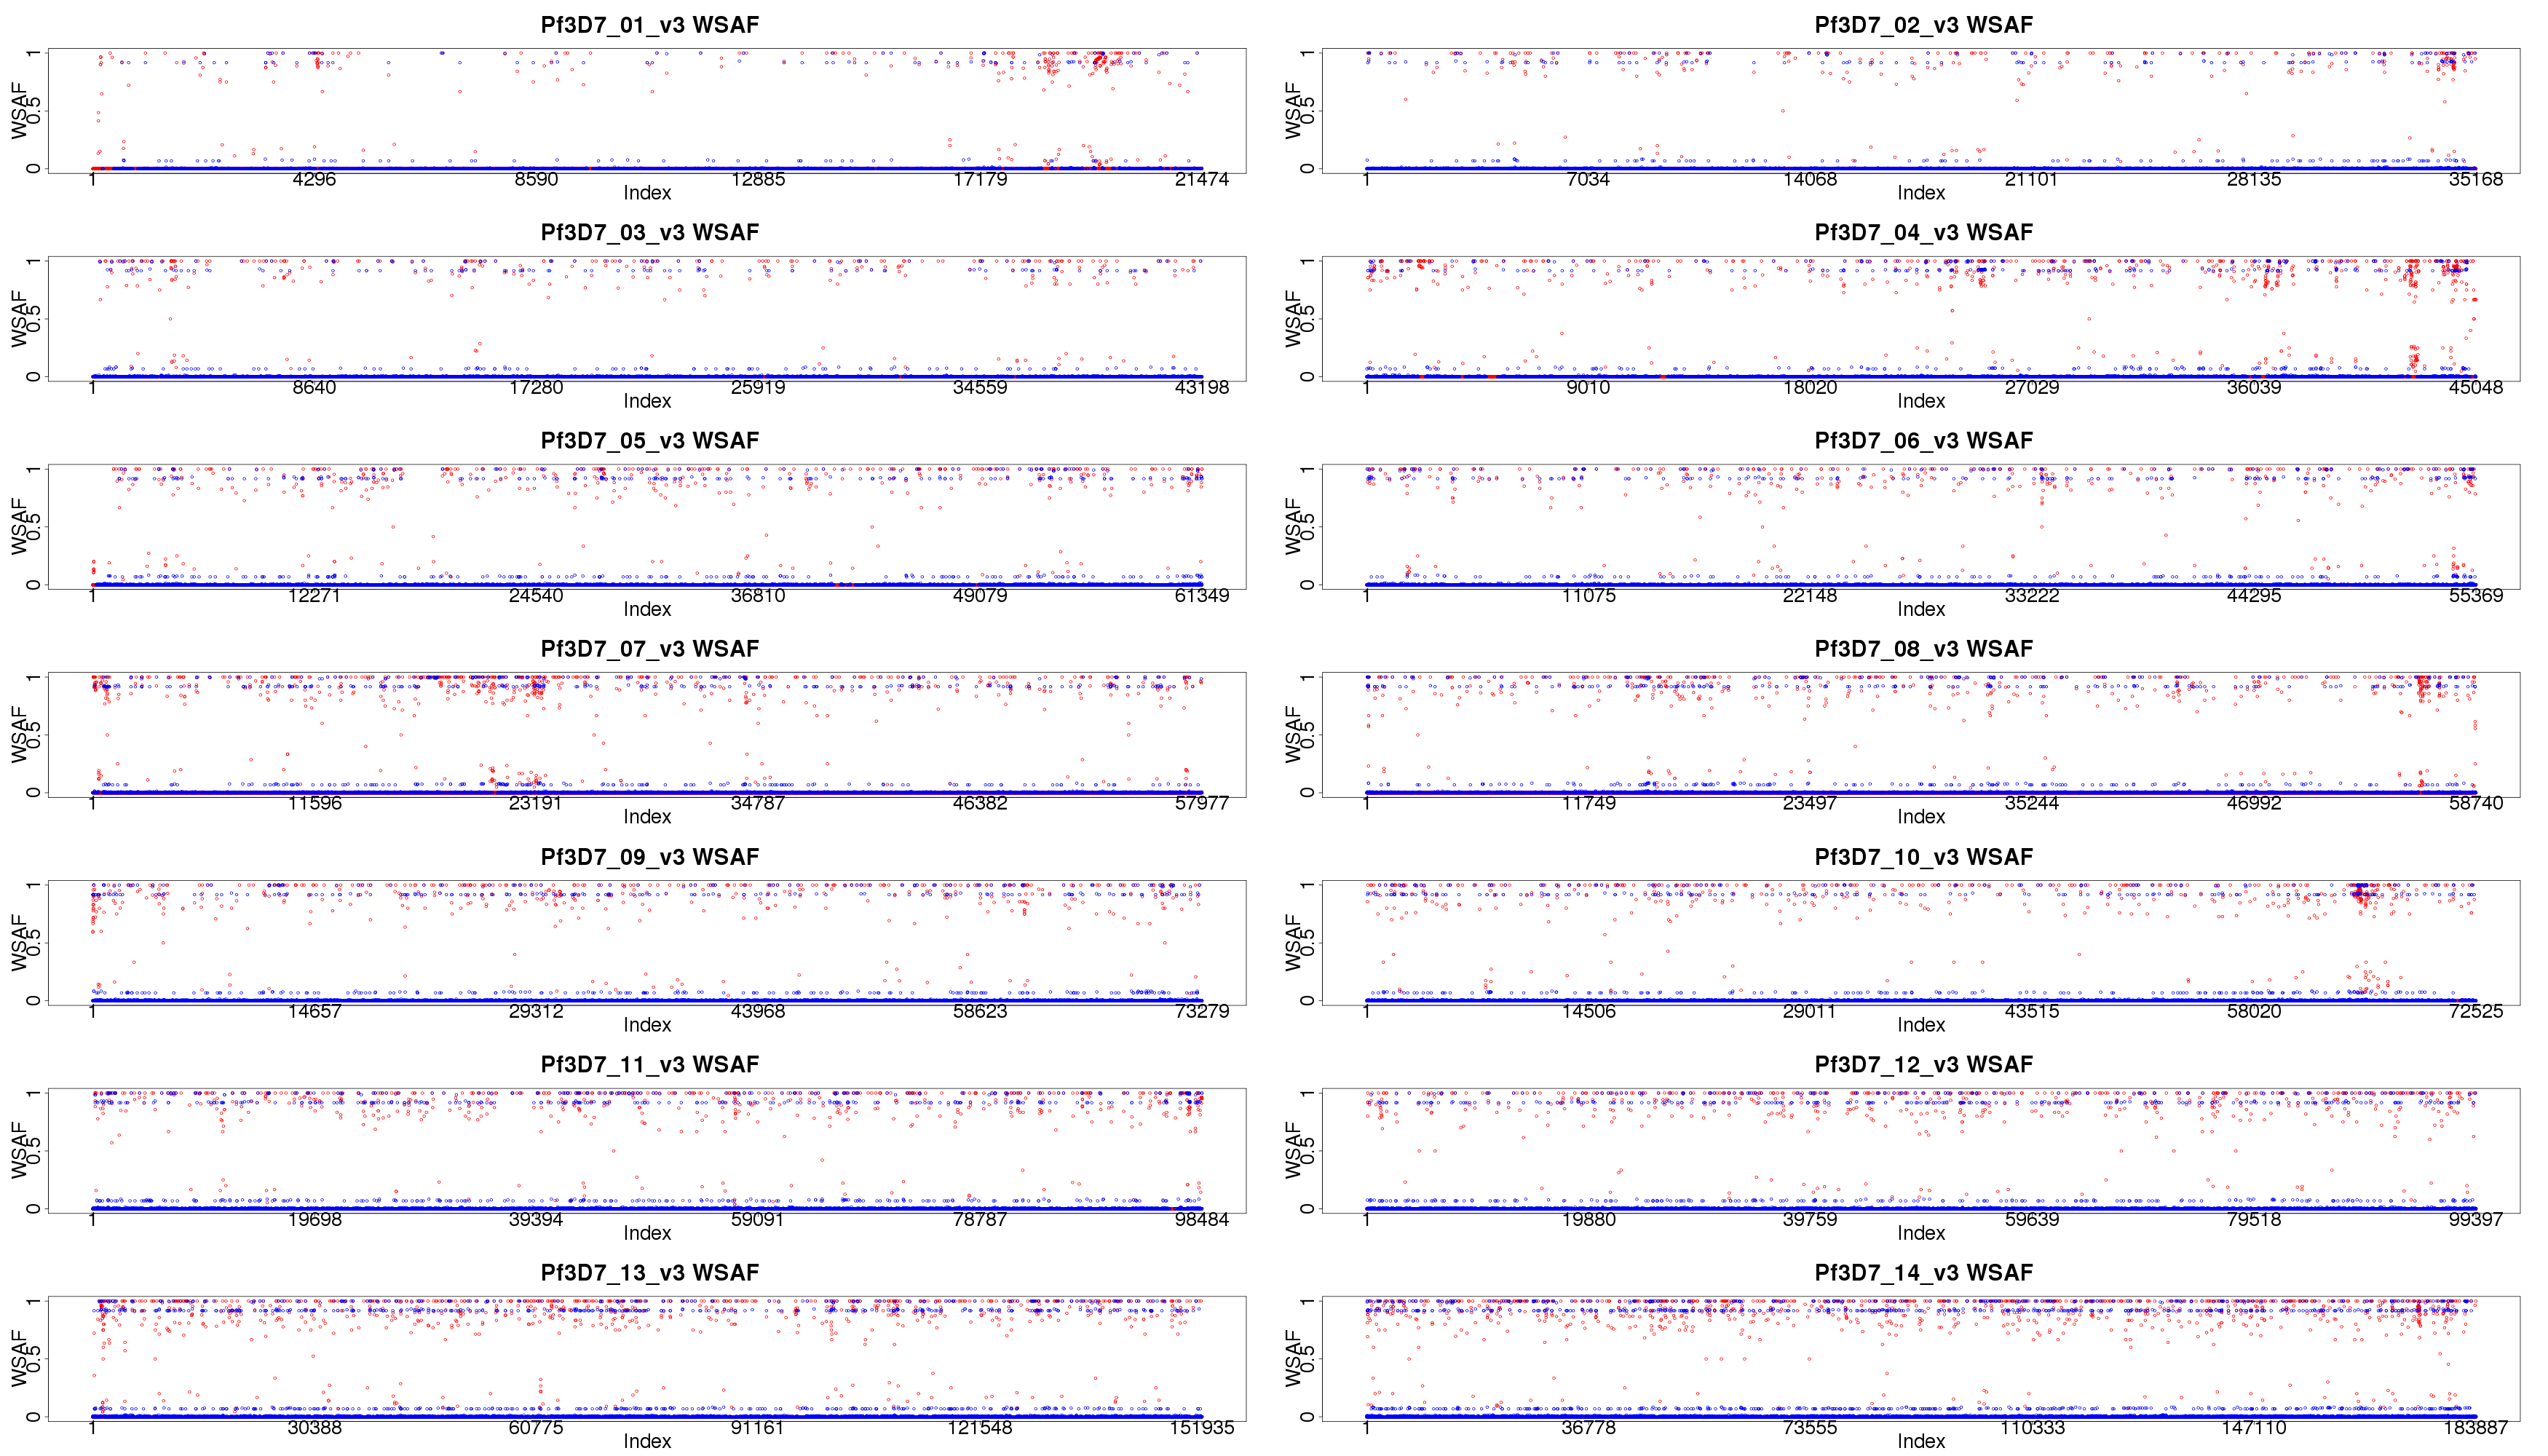 Pf3D7_01_v3 WSAF
WSAF
0 0.5 1
1 4296 8590 12885 17179 21474
Index
Pf3D7_02_v3 WSAF
WSAF
0 0.5 1
1 7034 14068 21101 28135 35168
Index
Pf3D7_03_v3 WSAF
WSAF
0 0.5 1
1 8640 17280 25919 34559 43198
Index
Pf3D7_04_v3 WSAF
WSAF
0 0.5 1
1 9010 18020 27029 36039 45048
Index
Pf3D7_05_v3 WSAF
WSAF
0 0.5 1
1 12271 24540 36810 49079 61349
Index
Pf3D7_06_v3 WSAF
WSAF
0 0.5 1
1 11075 22148 33222 44295 55369
Index
Pf3D7_07_v3 WSAF
WSAF
0 0.5 1
1 11596 23191 34787 46382 57977
Index
Pf3D7_08_v3 WSAF
WSAF
0 0.5 1
1 11749 23497 35244 46992 58740
Index
Pf3D7_09_v3 WSAF
WSAF
0 0.5 1
1 14657 29312 43968 58623 73279
Index
Pf3D7_10_v3 WSAF
WSAF
0 0.5 1
1 14506 29011 43515 58020 72525
Index
Pf3D7_11_v3 WSAF
WSAF
0 0.5 1
1 19698 39394 59091 78787 98484
Index
Pf3D7_12_v3 WSAF
WSAF
0 0.5 1
1 19880 39759 59639 79518 99397
Index
Pf3D7_13_v3 WSAF
WSAF
0 0.5 1
1 30388 60775 91161 121548 151935
Index
Pf3D7_14_v3 WSAF
WSAF
0 0.5 1
1 36778 73555 110333 147110 183887
Index